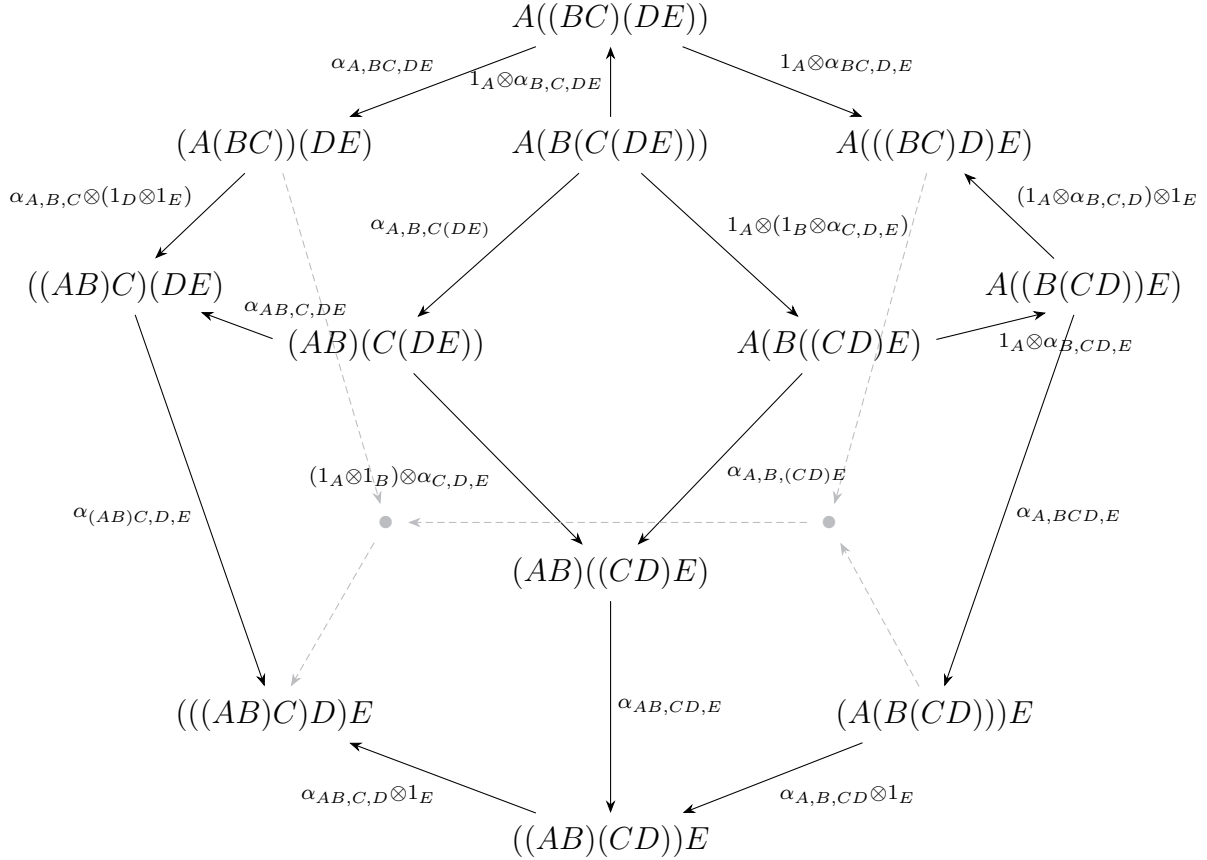 A((BC)(DE))
α_{A,BC,DE}
1_A⊗α_{B,C,DE}
1_A⊗α_{BC,D,E}
(A(BC))(DE)
A(B(C(DE)))
A(((BC)D)E)
α_{A,B,C}⊗(1_D⊗1_E)
α_{A,B,C(DE)}
1_A⊗(1_B⊗α_{C,D,E})
(1_A⊗α_{B,C,D})⊗1_E
((AB)C)(DE)
A((B(CD))E)
α_{AB,C,DE}
(AB)(C(DE))
A(B((CD)E)
1_A⊗α_{B,CD,E}
(1_A⊗1_B)⊗α_{C,D,E}
α_{A,B,(CD)E}
α_{(AB)C,D,E}
α_{A,BCD,E}
(AB)((CD)E)
(((AB)C)D)E
α_{AB,CD,E}
(A(B(CD)))E
α_{AB,C,D}⊗1_E
α_{A,B,CD}⊗1_E
((AB)(CD))E